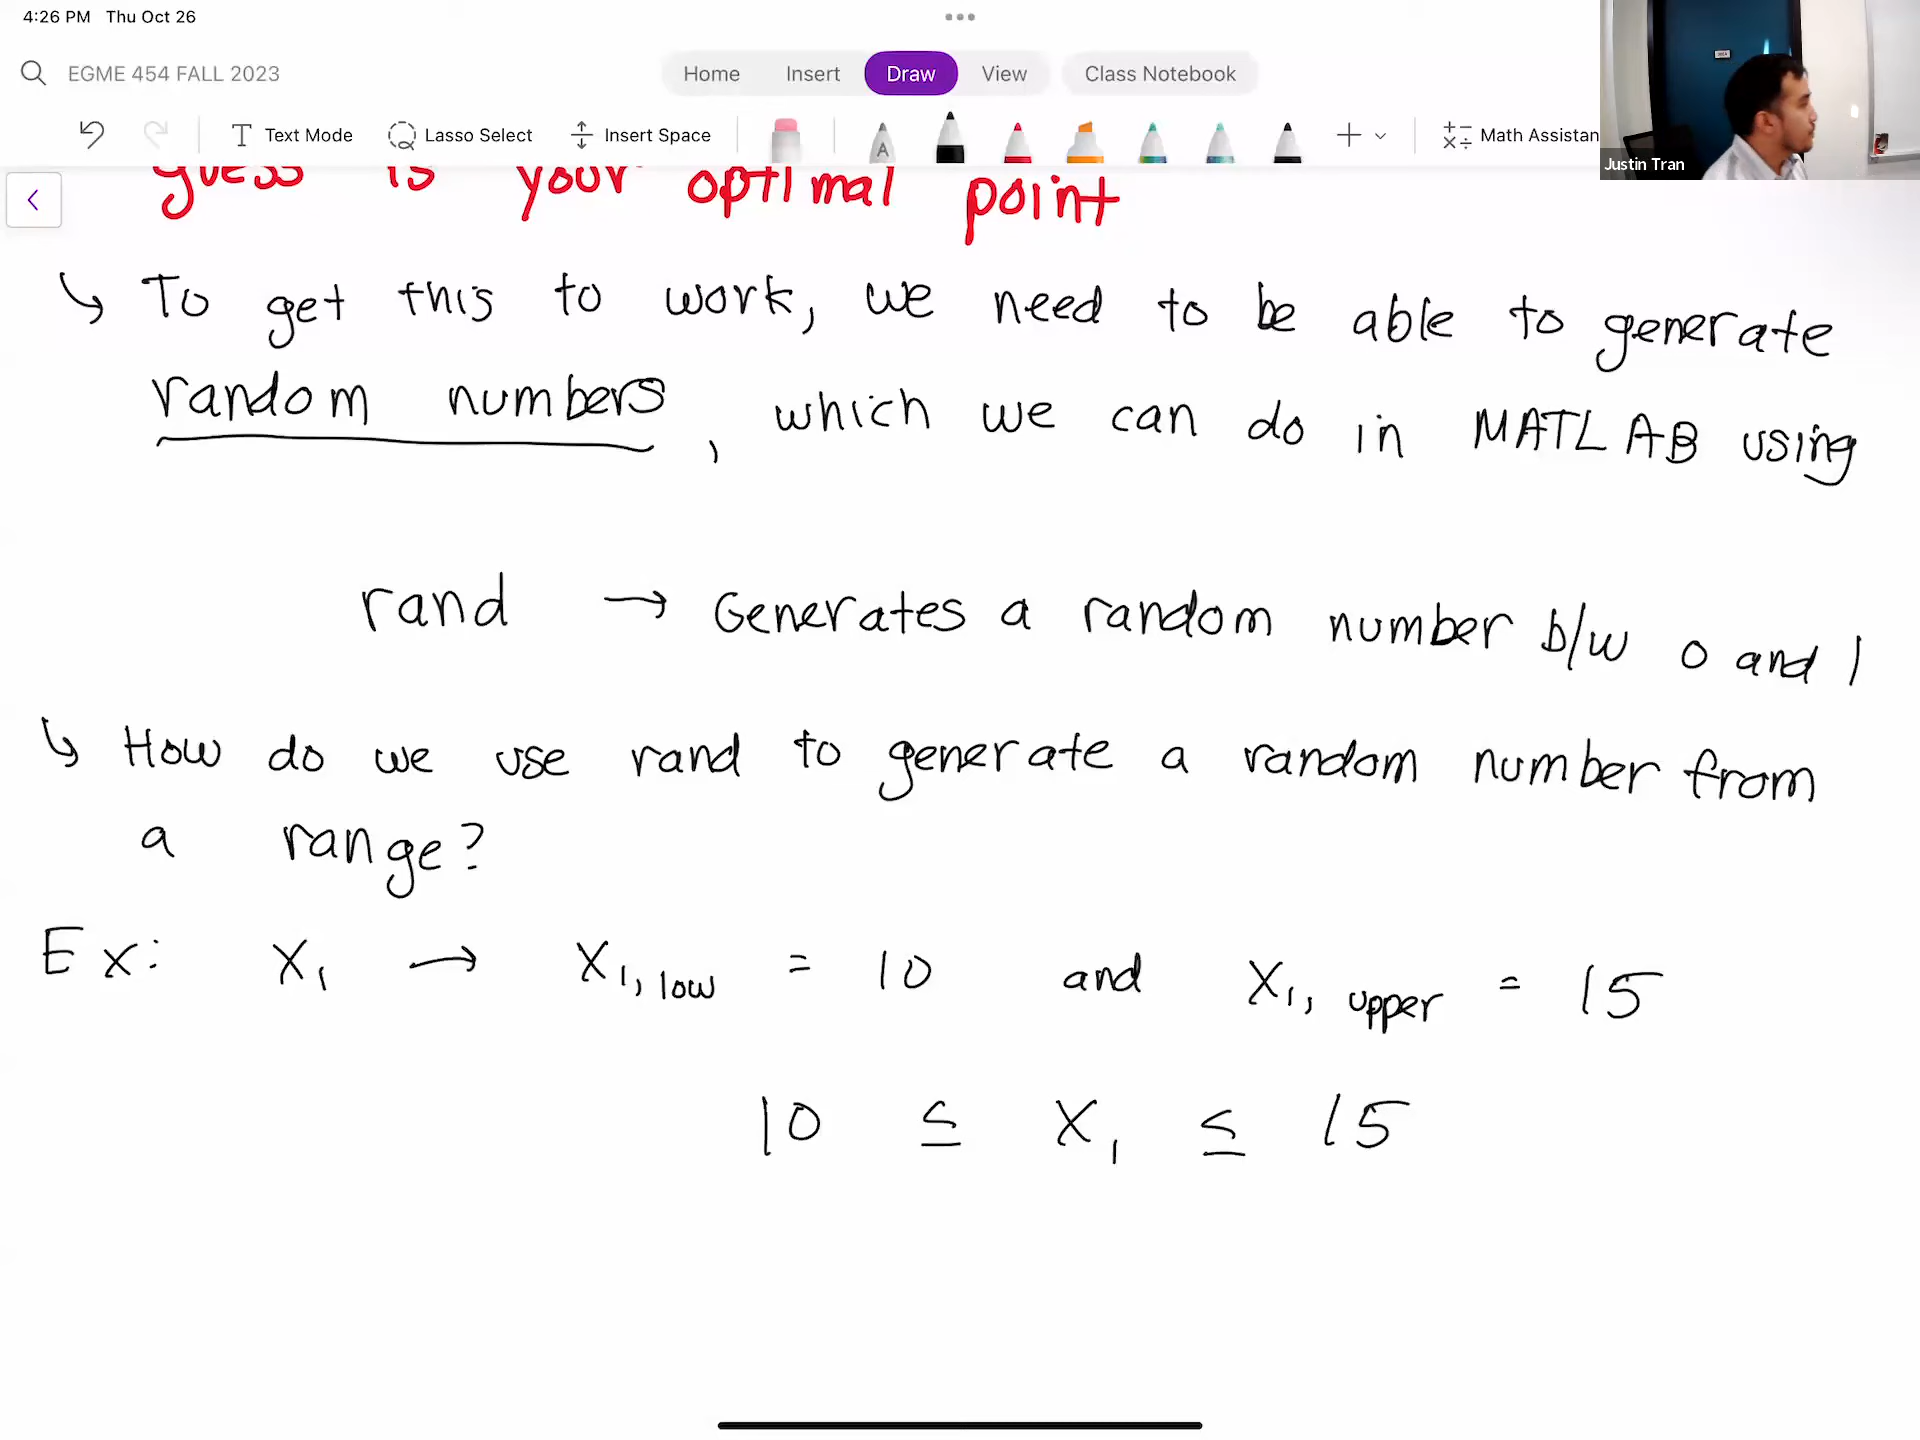 4:26 PM Thu Oct 26
EGME 454 FALL 2023
Home Insert Draw View Class Notebook
Text Mode Lasso Select Insert Space Math Assistan
Justin Tran
guess is your optimal point
↳ To get this to work, we need to be able to generate
random numbers, which we can do in MATLAB using
rand → Generates a random number b/w 0 and 1
↳ How do we use rand to generate a random number from
a range?
Ex: X₁ → X₁, low = 10 and X₁, upper = 15
10 ≤ X₁ ≤ 15